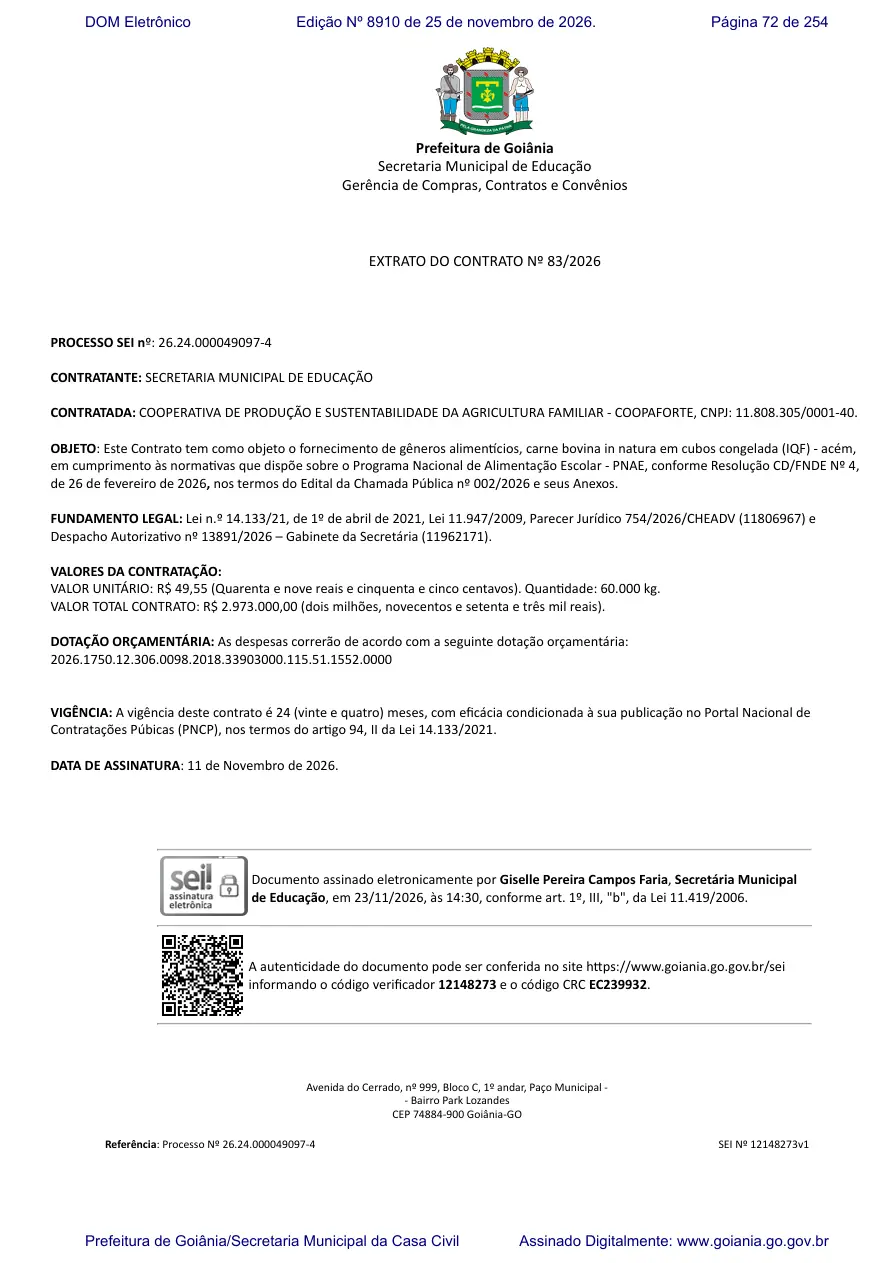 DOM Eletrônico Edição Nº 8910 de 25 de novembro de 2026. Página 72 de 254
PELA GRANDEZA DA PÁTRIA
Prefeitura de Goiânia
Secretaria Municipal de Educação
Gerência de Compras, Contratos e Convênios
EXTRATO DO CONTRATO Nº 83/2026
PROCESSO SEI nº: 26.24.000049097-4
CONTRATANTE: SECRETARIA MUNICIPAL DE EDUCAÇÃO
CONTRATADA: COOPERATIVA DE PRODUÇÃO E SUSTENTABILIDADE DA AGRICULTURA FAMILIAR - COOPAFORTE, CNPJ: 11.808.305/0001-40.
OBJETO: Este Contrato tem como objeto o fornecimento de gêneros alimentícios, carne bovina in natura em cubos congelada (IQF) - acém,
em cumprimento às normativas que dispõe sobre o Programa Nacional de Alimentação Escolar - PNAE, conforme Resolução CD/FNDE Nº 4,
de 26 de fevereiro de 2026, nos termos do Edital da Chamada Pública nº 002/2026 e seus Anexos.
FUNDAMENTO LEGAL: Lei n.º 14.133/21, de 1º de abril de 2021, Lei 11.947/2009, Parecer Jurídico 754/2026/CHEADV (11806967) e
Despacho Autorizativo nº 13891/2026 – Gabinete da Secretária (11962171).
VALORES DA CONTRATAÇÃO:
VALOR UNITÁRIO: R$ 49,55 (Quarenta e nove reais e cinquenta e cinco centavos). Quantidade: 60.000 kg.
VALOR TOTAL CONTRATO: R$ 2.973.000,00 (dois milhões, novecentos e setenta e três mil reais).
DOTAÇÃO ORÇAMENTÁRIA: As despesas correrão de acordo com a seguinte dotação orçamentária:
2026.1750.12.306.0098.2018.33903000.115.51.1552.0000
VIGÊNCIA: A vigência deste contrato é 24 (vinte e quatro) meses, com eficácia condicionada à sua publicação no Portal Nacional de
Contratações Púbicas (PNCP), nos termos do artigo 94, II da Lei 14.133/2021.
DATA DE ASSINATURA: 11 de Novembro de 2026.
sei!
assinatura
eletrônica
Documento assinado eletronicamente por Giselle Pereira Campos Faria, Secretária Municipal
de Educação, em 23/11/2026, às 14:30, conforme art. 1º, III, "b", da Lei 11.419/2006.
A autenticidade do documento pode ser conferida no site https://www.goiania.go.gov.br/sei
informando o código verificador 12148273 e o código CRC EC239932.
Avenida do Cerrado, nº 999, Bloco C, 1º andar, Paço Municipal -
- Bairro Park Lozandes
CEP 74884-900 Goiânia-GO
Referência: Processo Nº 26.24.000049097-4 SEI Nº 12148273v1
Prefeitura de Goiânia/Secretaria Municipal da Casa Civil Assinado Digitalmente: www.goiania.go.gov.br